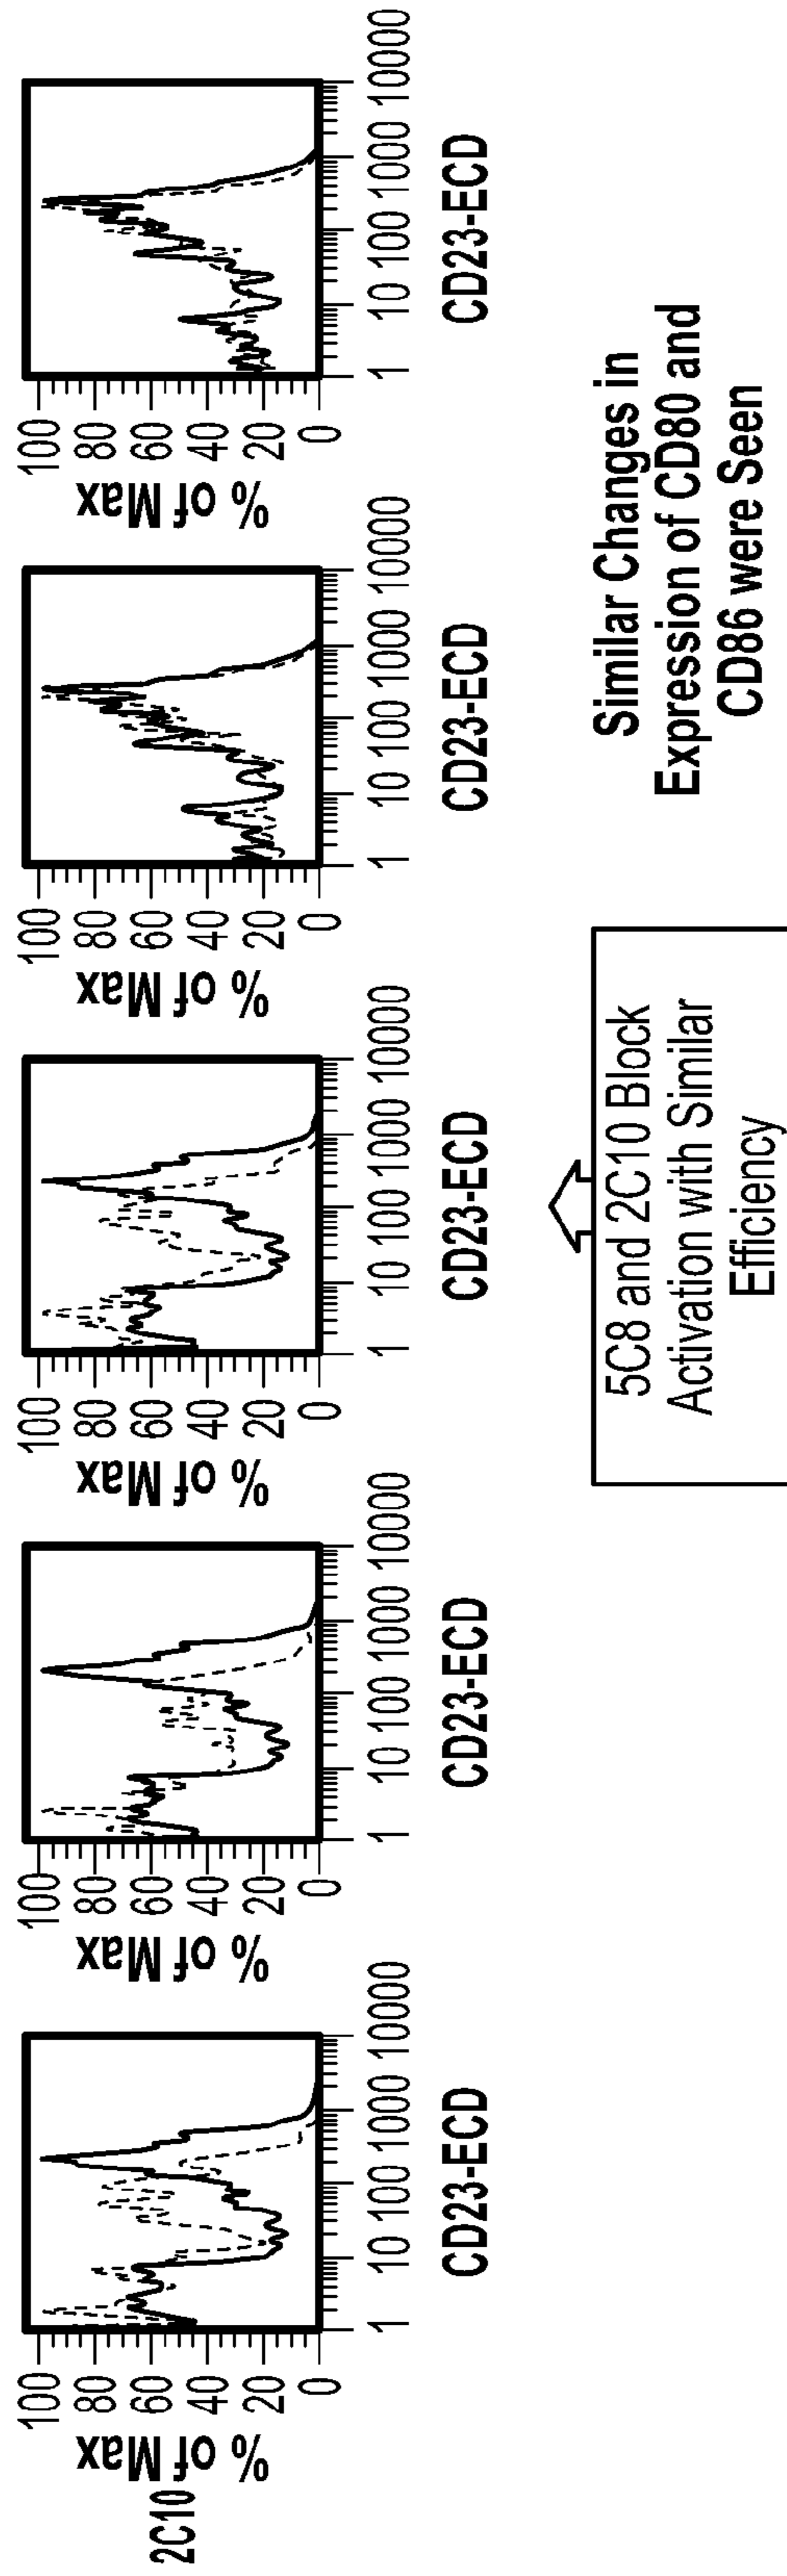 2C10
% of Max
100
80
60
40
20
0
1 10 100 1000 10000
CD23-ECD
% of Max
100
80
60
40
20
0
1 10 100 1000 10000
CD23-ECD
% of Max
100
80
60
40
20
0
1 10 100 1000 10000
CD23-ECD
% of Max
100
80
60
40
20
0
1 10 100 1000 10000
CD23-ECD
% of Max
100
80
60
40
20
0
1 10 100 1000 10000
CD23-ECD
5C8 and 2C10 Block
Activation with Similar
Efficiency
Similar Changes in
Expression of CD80 and
CD86 were Seen